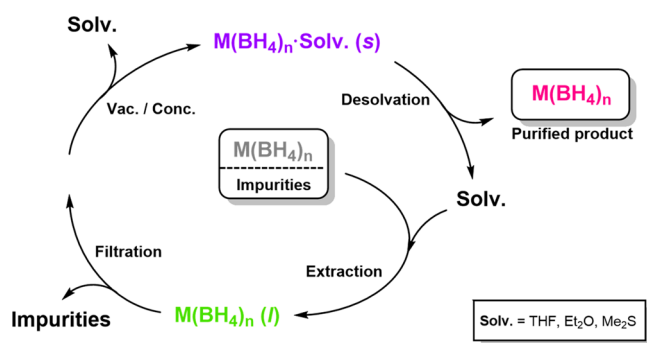 Solv.
M(BH₄)ₙ·Solv. (s)
Vac. / Conc.
Desolvation
M(BH₄)ₙ
Purified product
M(BH₄)ₙ
Impurities
Solv.
Filtration
Extraction
Impurities
M(BH₄)ₙ (l)
Solv. = THF, Et₂O, Me₂S